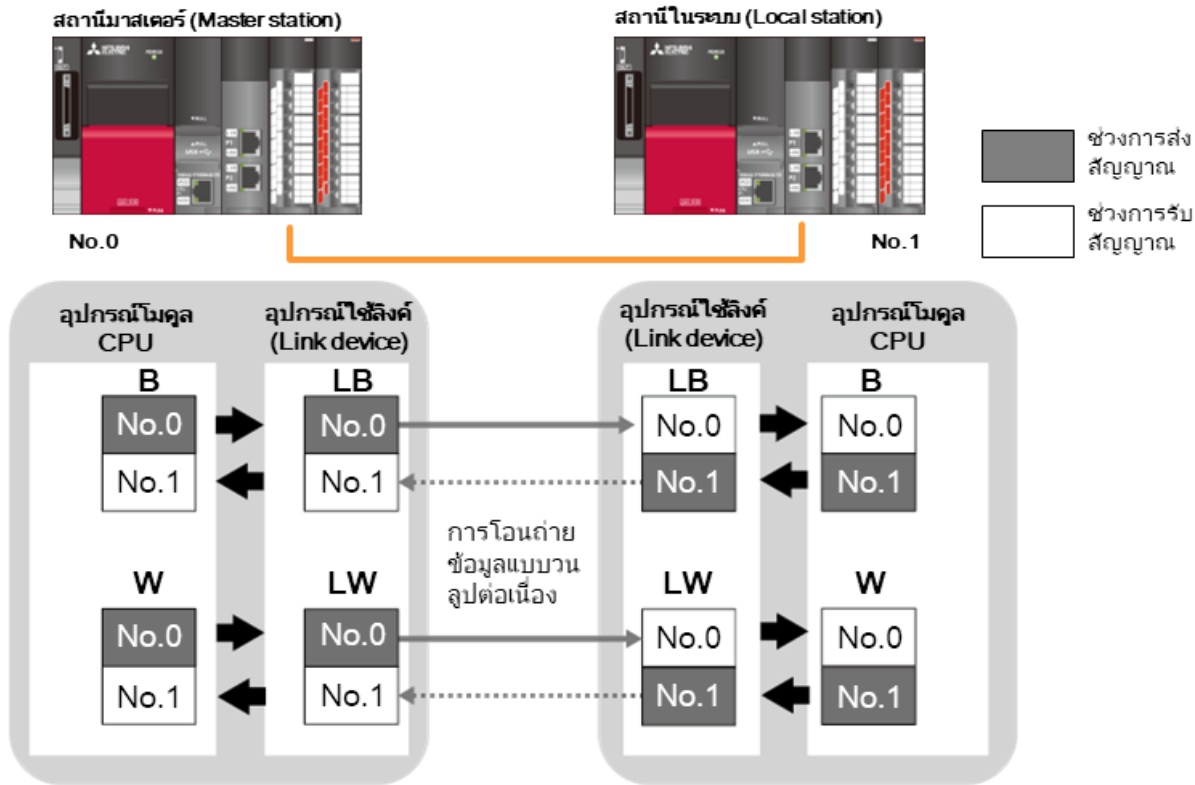 สถานีมาสเตอร์ (Master station)
สถานีในระบบ (Local station)
MITSUBISHI
ELECTRIC
MITSUBISHI
ELECTRIC
No.0
No.1
ช่วงการส่ง
สัญญาณ
ช่วงการรับ
สัญญาณ
อุปกรณ์โมดูล
CPU
อุปกรณ์ใช้ลิงค์
(Link device)
อุปกรณ์ใช้ลิงค์
(Link device)
อุปกรณ์โมดูล
CPU
B
LB
LB
B
No.0
No.0
No.0
No.0
No.1
No.1
No.1
No.1
การโอนถ่าย
ข้อมูลแบบวน
ลูปต่อเนื่อง
W
LW
LW
W
No.0
No.0
No.0
No.0
No.1
No.1
No.1
No.1